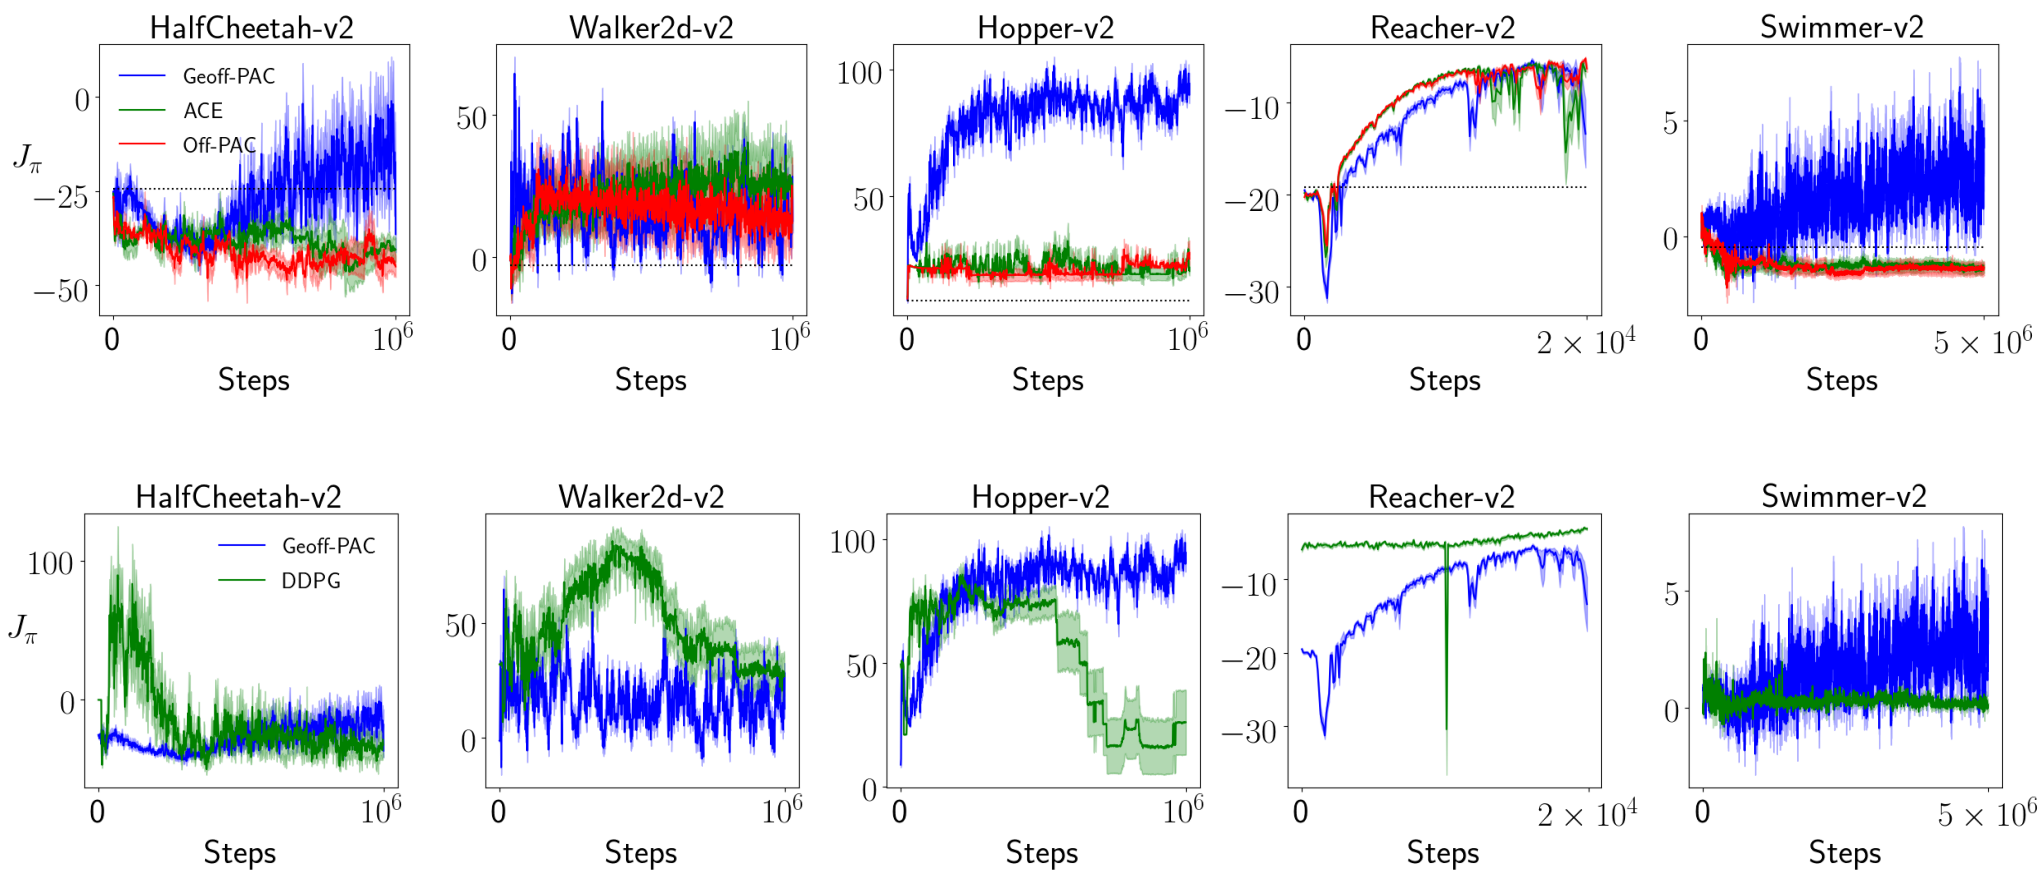 HalfCheetah-v2 Walker2d-v2 Hopper-v2 Reacher-v2 Swimmer-v2
Geoff-PAC
ACE
Off-PAC
J_π
0
−25
−50
0 10^6
Steps
50
0
0 10^6
Steps
100
50
0 10^6
Steps
−10
−20
−30
0 2 × 10^4
Steps
5
0
0 5 × 10^6
Steps
HalfCheetah-v2 Walker2d-v2 Hopper-v2 Reacher-v2 Swimmer-v2
Geoff-PAC
DDPG
J_π
100
0
0 10^6
Steps
50
0
0 10^6
Steps
100
50
0
0 10^6
Steps
−10
−20
−30
0 2 × 10^4
Steps
5
0
0 5 × 10^6
Steps